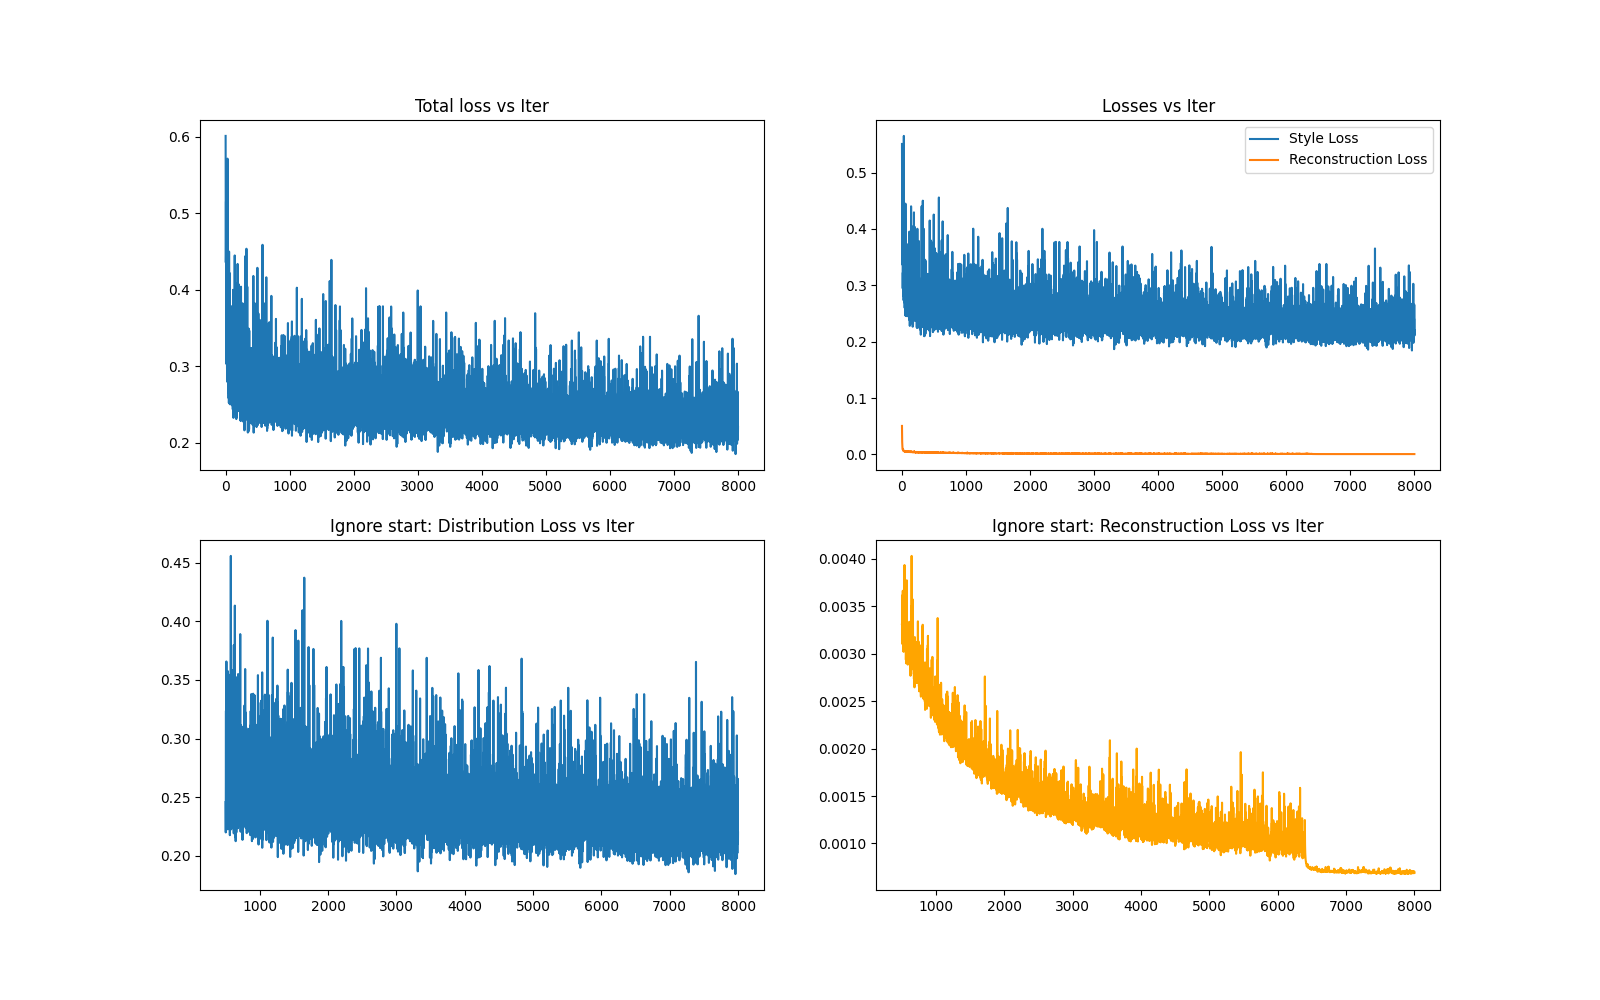 Total loss vs Iter
0.6
0.5
0.4
0.3
0.2
0 1000 2000 3000 4000 5000 6000 7000 8000
Losses vs Iter
Style Loss
Reconstruction Loss
0.5
0.4
0.3
0.2
0.1
0.0
0 1000 2000 3000 4000 5000 6000 7000 8000
Ignore start: Distribution Loss vs Iter
0.45
0.40
0.35
0.30
0.25
0.20
1000 2000 3000 4000 5000 6000 7000 8000
Ignore start: Reconstruction Loss vs Iter
0.0040
0.0035
0.0030
0.0025
0.0020
0.0015
0.0010
1000 2000 3000 4000 5000 6000 7000 8000